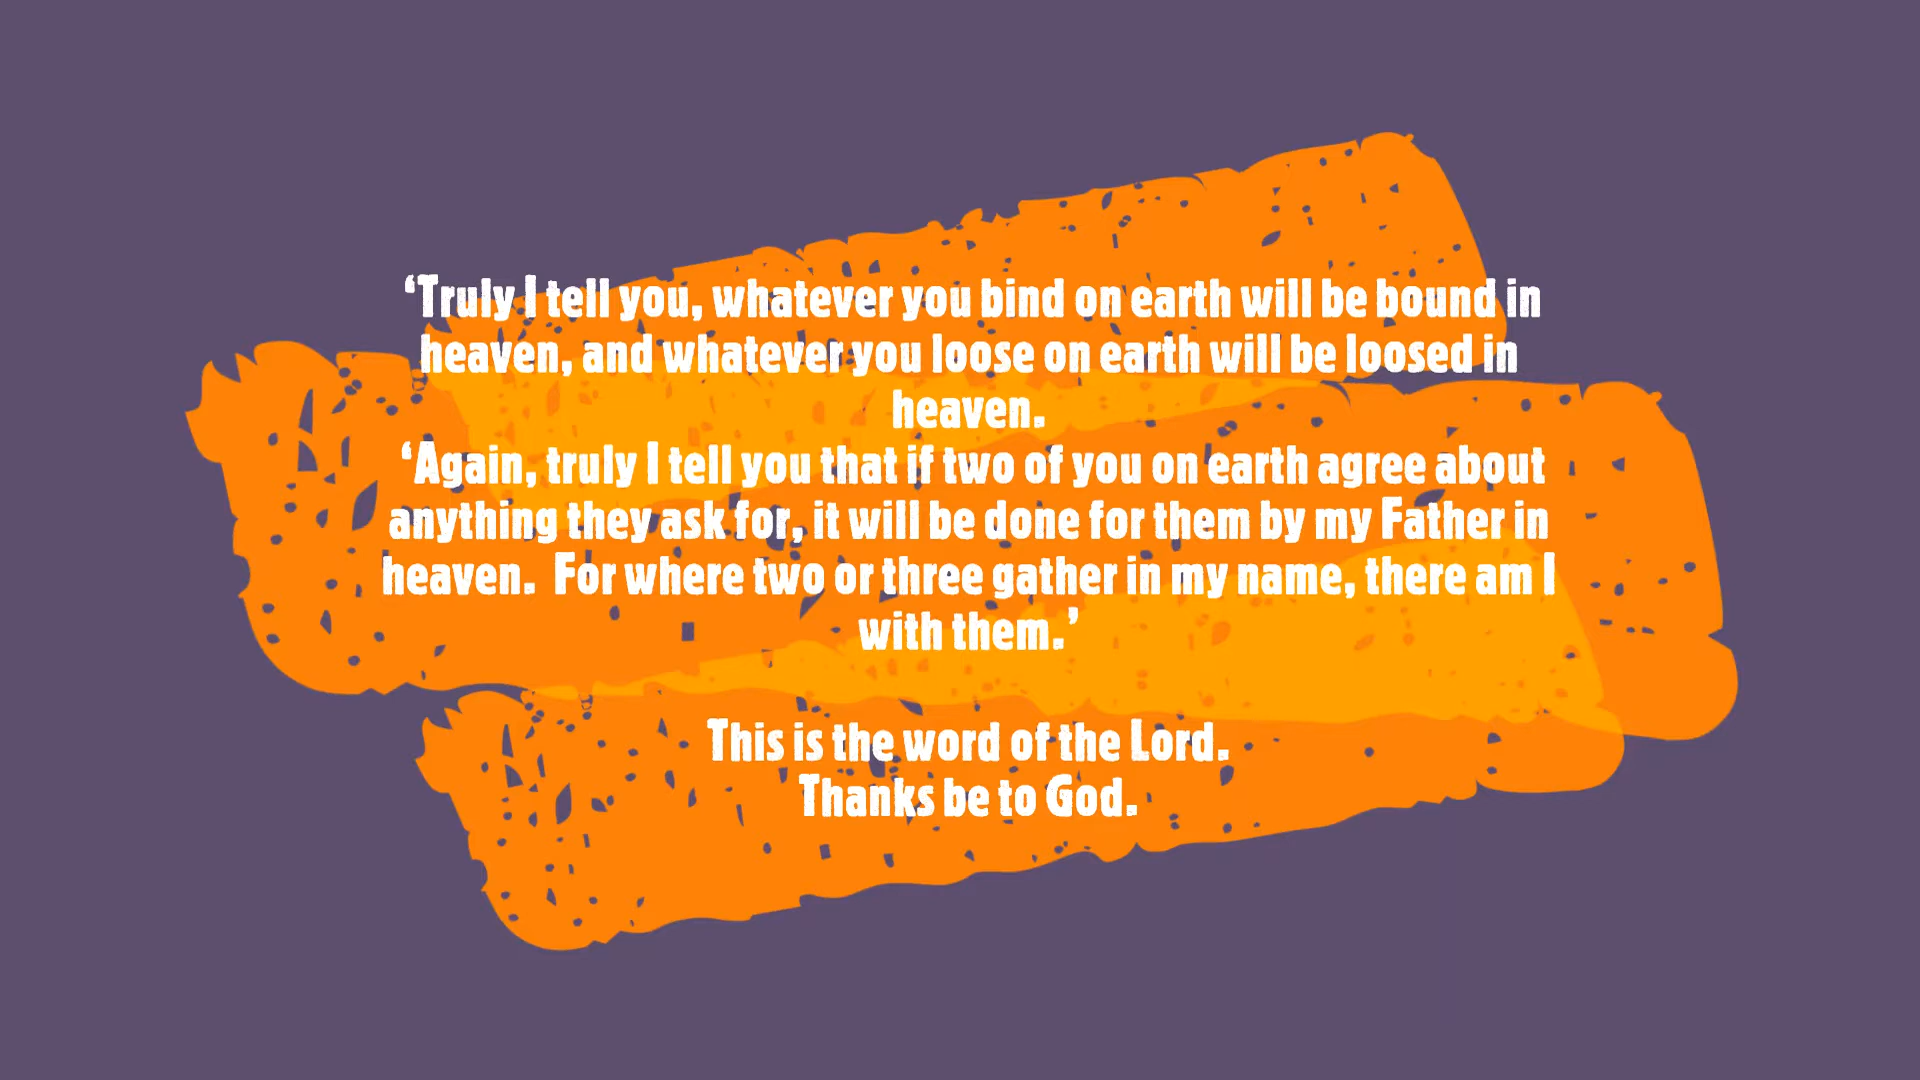 ‘Truly I tell you, whatever you bind on earth will be bound in
heaven, and whatever you loose on earth will be loosed in
heaven.
‘Again, truly I tell you that if two of you on earth agree about
anything they ask for, it will be done for them by my Father in
heaven.  For where two or three gather in my name, there am I
with them.’
This is the word of the Lord.
Thanks be to God.